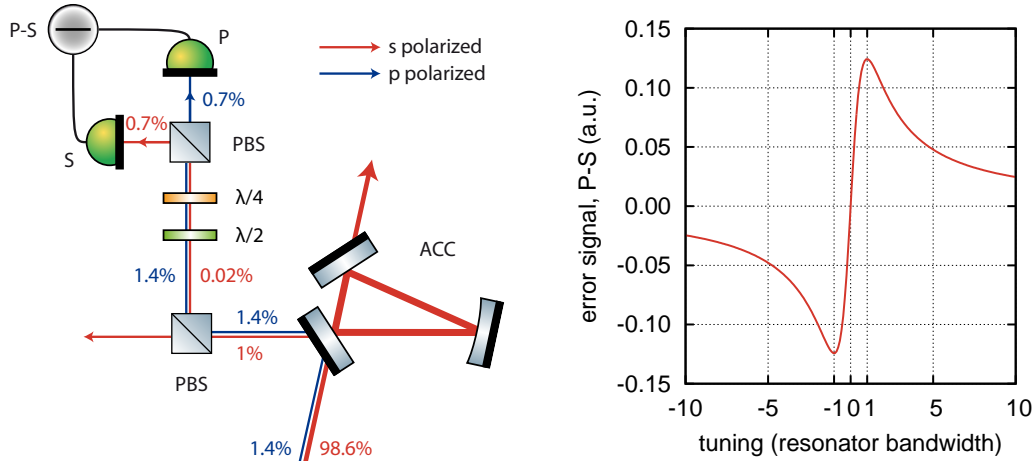 P-S
P
s polarized
p polarized
0.7%
0.7%
S
PBS
λ/4
λ/2
ACC
1.4%
0.02%
1.4%
1%
PBS
1.4%
98.6%
error signal, P-S (a.u.)
0.15
0.10
0.05
0.00
-0.05
-0.10
-0.15
-10 -5 -1 0 1 5 10
tuning (resonator bandwidth)